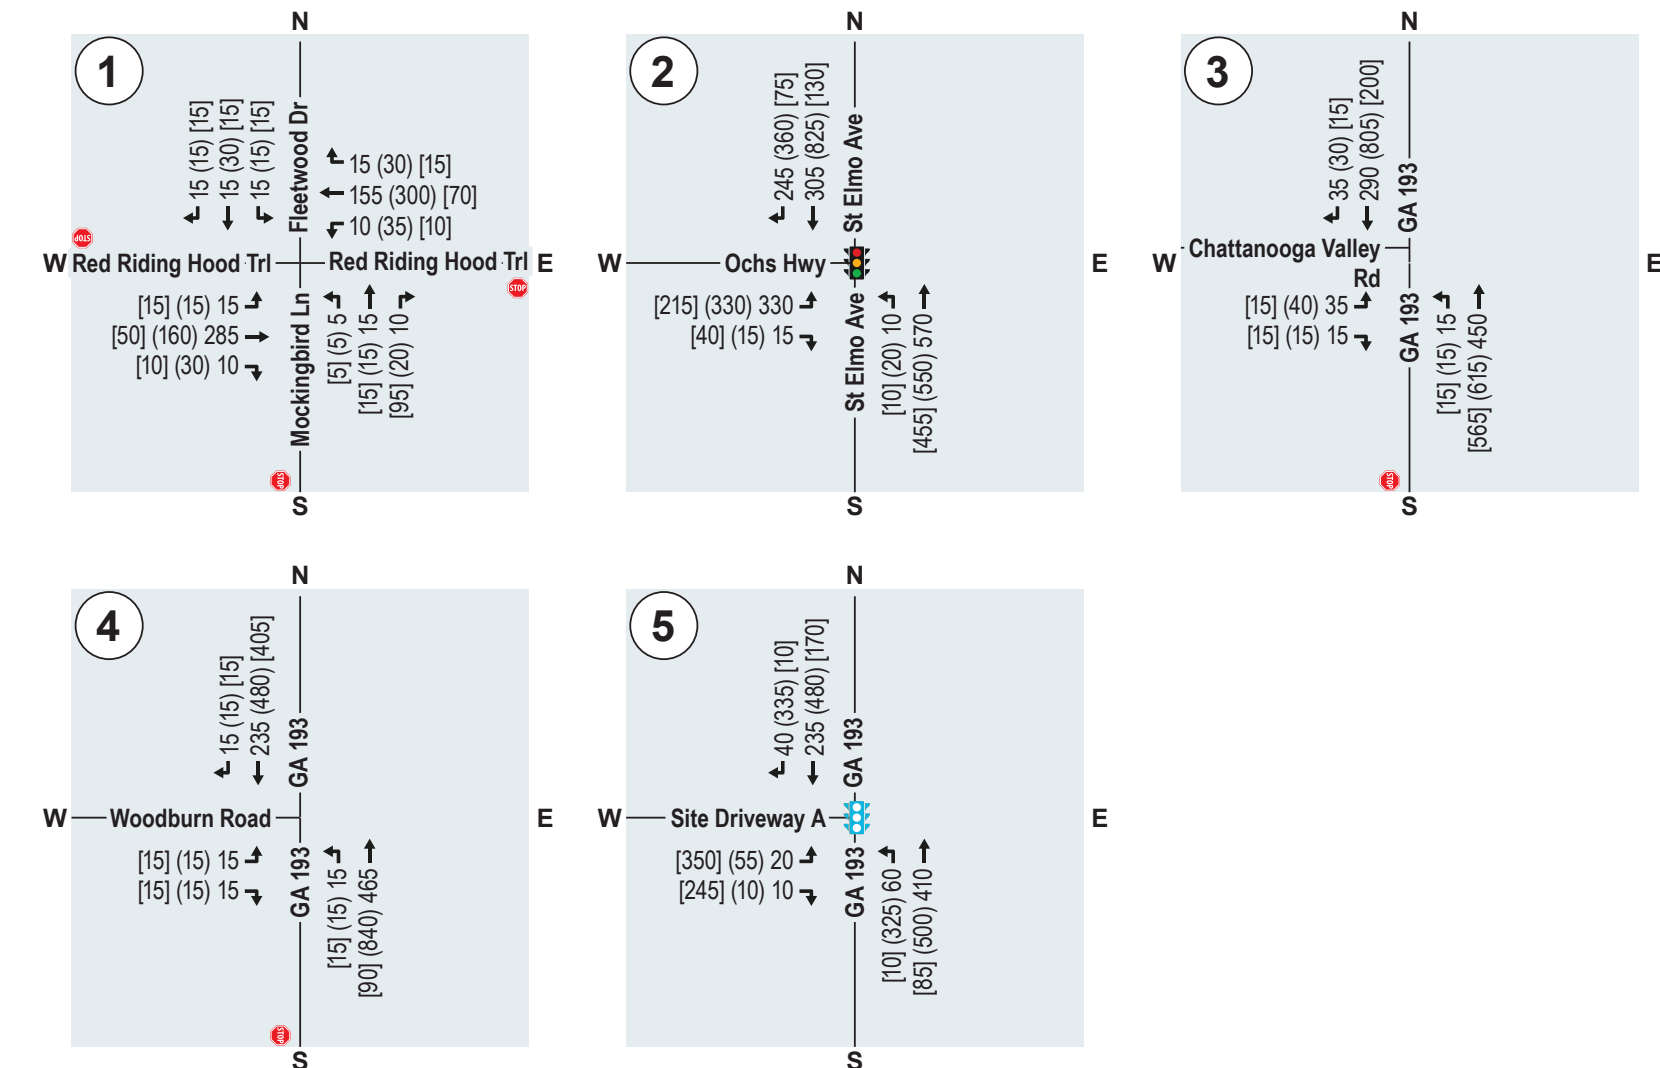 N
1
15 (15) [15]
15 (30) [15]
15 (15) [15]
Fleetwood Dr
15 (30) [15]
155 (300) [70]
10 (35) [10]
STOP
W
Red Riding Hood Trl
Red Riding Hood Trl
E
STOP
[15] (15) 15
[50] (160) 285
[10] (30) 10
Mockingbird Ln
[5] (5) 5
[15] (15) 15
[95] (20) 10
STOP
S
N
2
245 (360) [75]
305 (825) [130]
St Elmo Ave
W
Ochs Hwy
E
[215] (330) 330
[40] (15) 15
St Elmo Ave
[10] (20) 10
[455] (550) 570
S
N
3
35 (30) [15]
290 (805) [200]
GA 193
W
Chattanooga Valley
Rd
E
[15] (40) 35
[15] (15) 15
GA 193
[15] (15) 15
[565] (615) 450
STOP
S
N
4
15 (15) [15]
235 (480) [405]
GA 193
W
Woodburn Road
E
[15] (15) 15
[15] (15) 15
GA 193
[15] (15) 15
[90] (840) 465
STOP
S
N
5
40 (335) [10]
235 (480) [170]
GA 193
W
Site Driveway A
E
[350] (55) 20
[245] (10) 10
GA 193
[10] (325) 60
[85] (500) 410
S